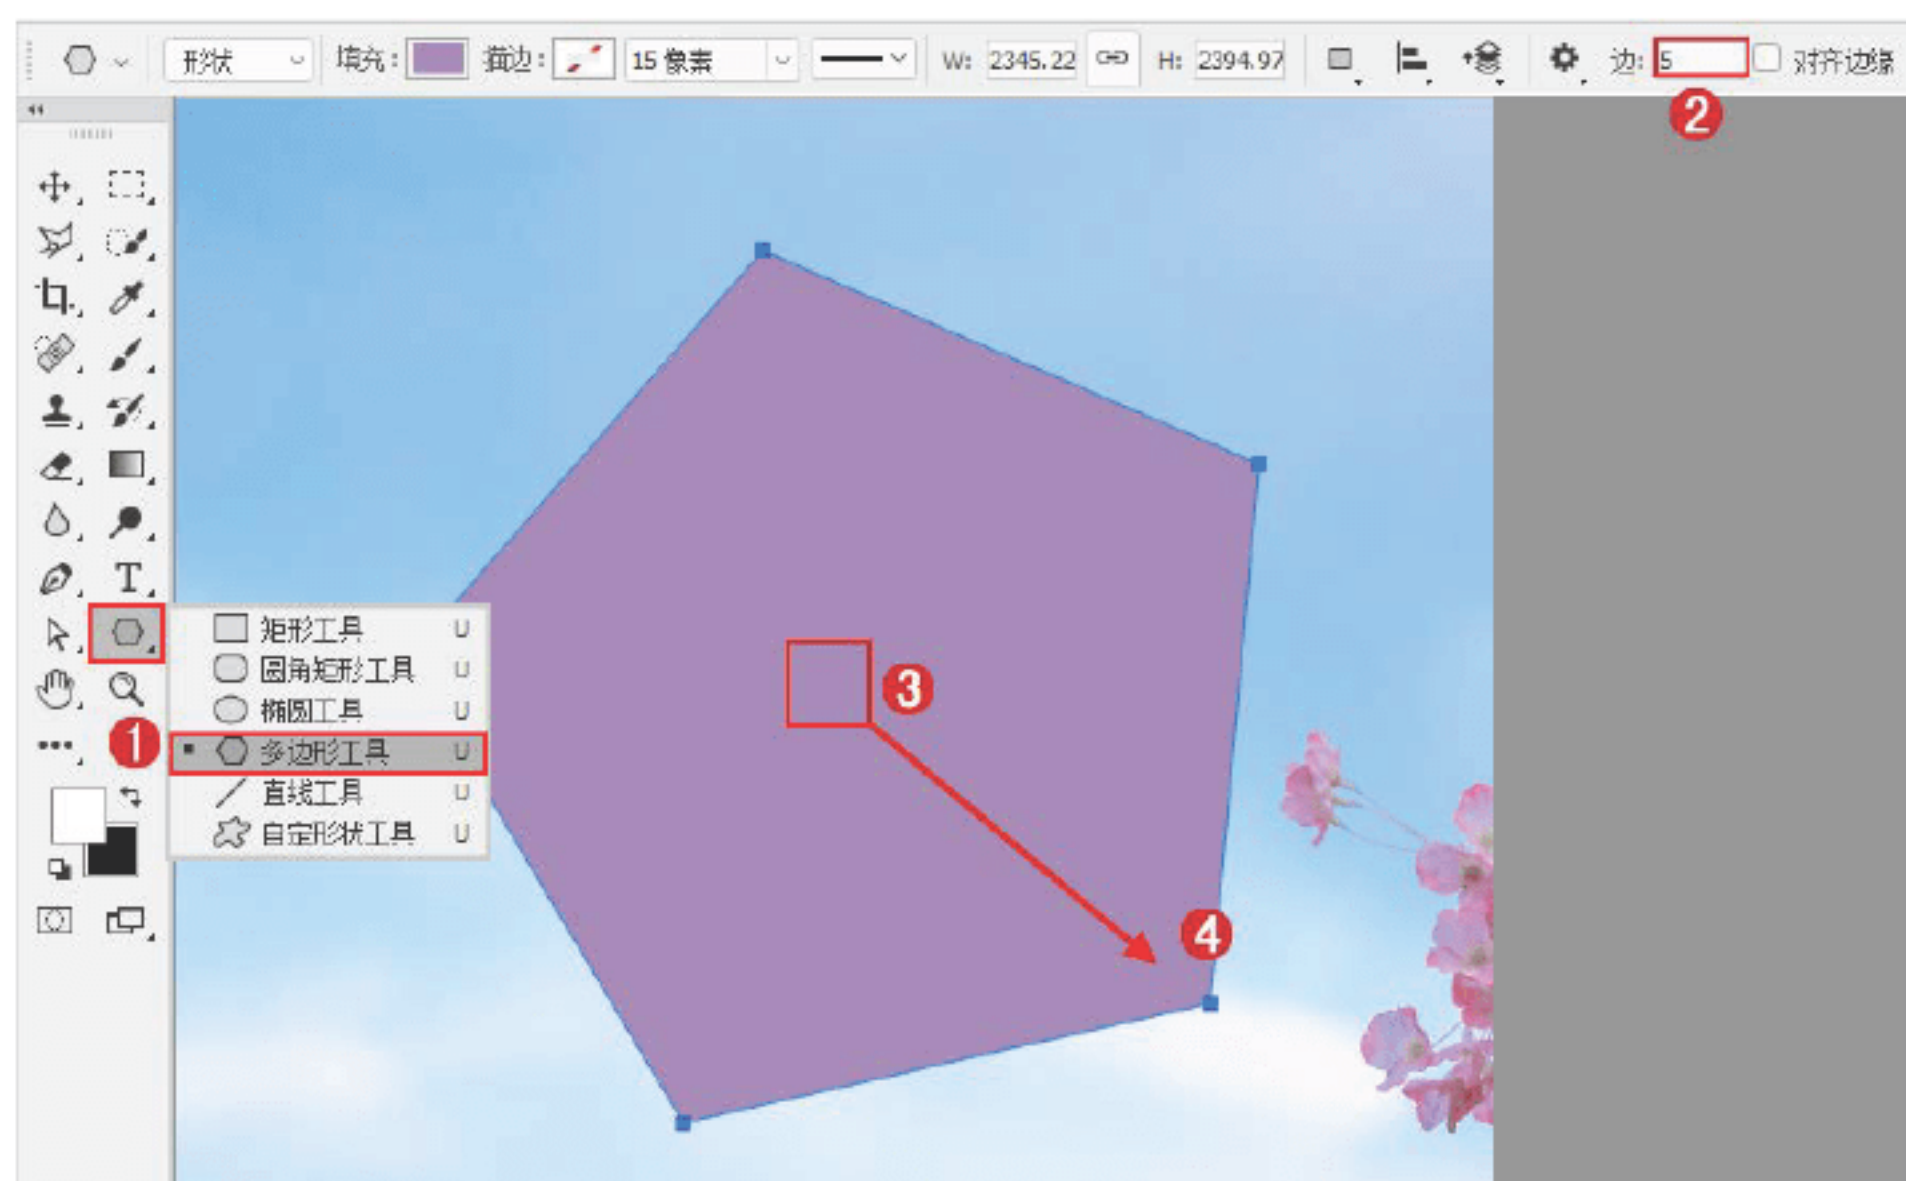 形状 填充: 描边: 15 像素 W: 2345.22 H: 2394.97 边: 5 对齐边缘
2
T
矩形工具 U
圆角矩形工具 U
椭圆工具 U
1 多边形工具 U
直线工具 U
自定形状工具 U
3
4